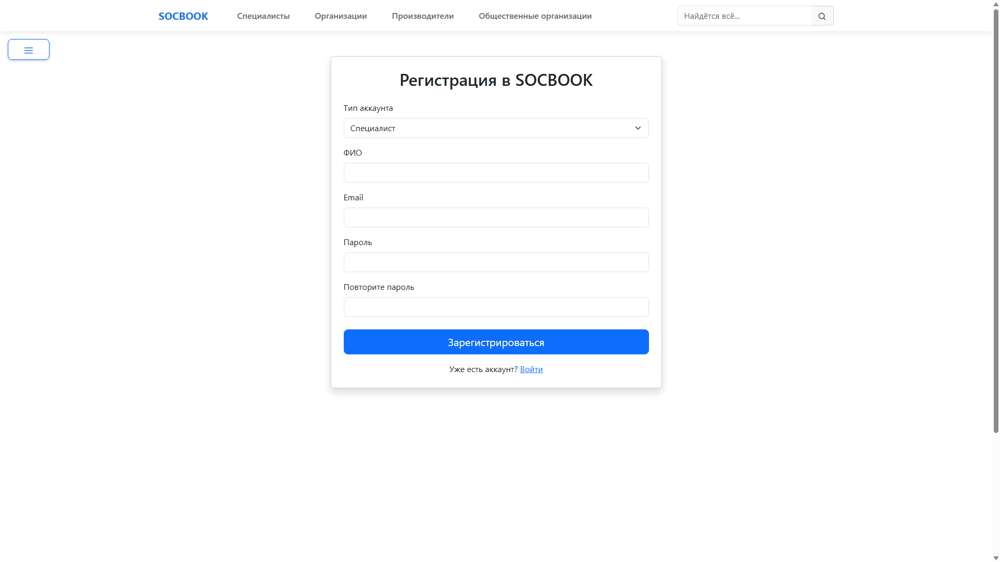 SOCBOOK
Специалисты
Организации
Производители
Общественные организации
Найдётся всё...
Регистрация в SOCBOOK
Тип аккаунта
Специалист
ФИО
Email
Пароль
Повторите пароль
Зарегистрироваться
Уже есть аккаунт? Войти